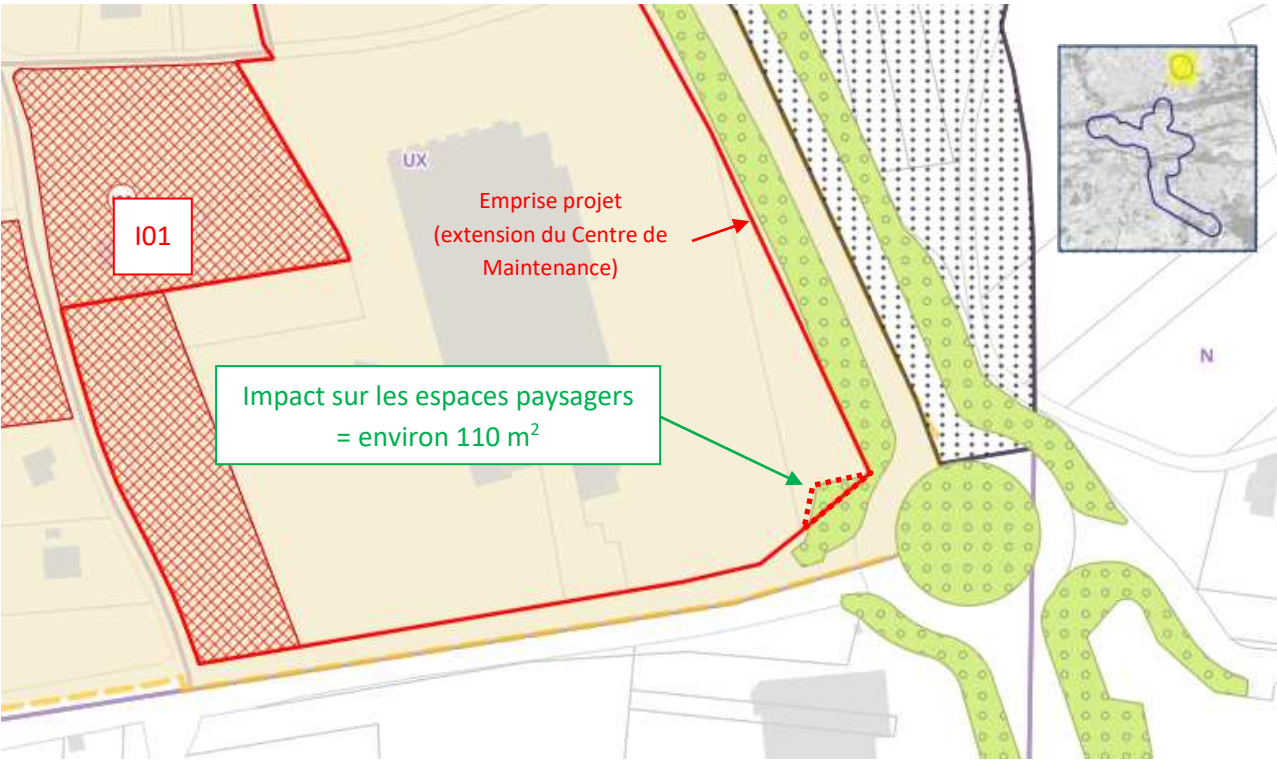 UX
Emprise projet
(extension du Centre de
Maintenance)
I01
Impact sur les espaces paysagers
= environ 110 m²
N